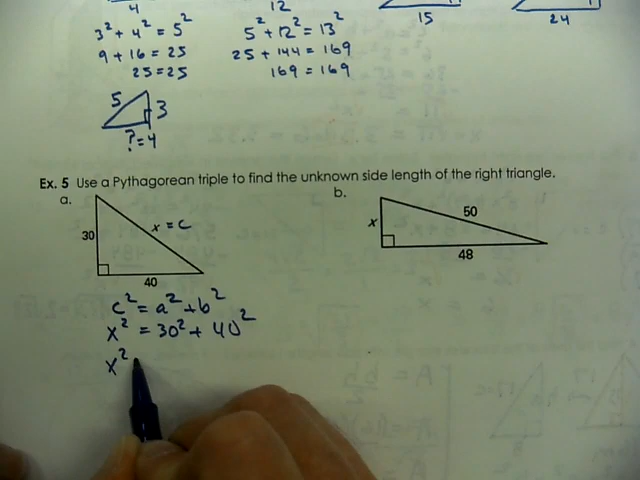 4
12
15
24
3² + 4² = 5²
5² + 12² = 13²
9 + 16 = 25
25 + 144 = 169
25 = 25
169 = 169
5
3
? = 4
Ex. 5 Use a Pythagorean triple to find the unknown side length of the right triangle.
a.
b.
30
x = c
40
x
50
48
c² = a² + b²
x² = 30² + 40²
x²